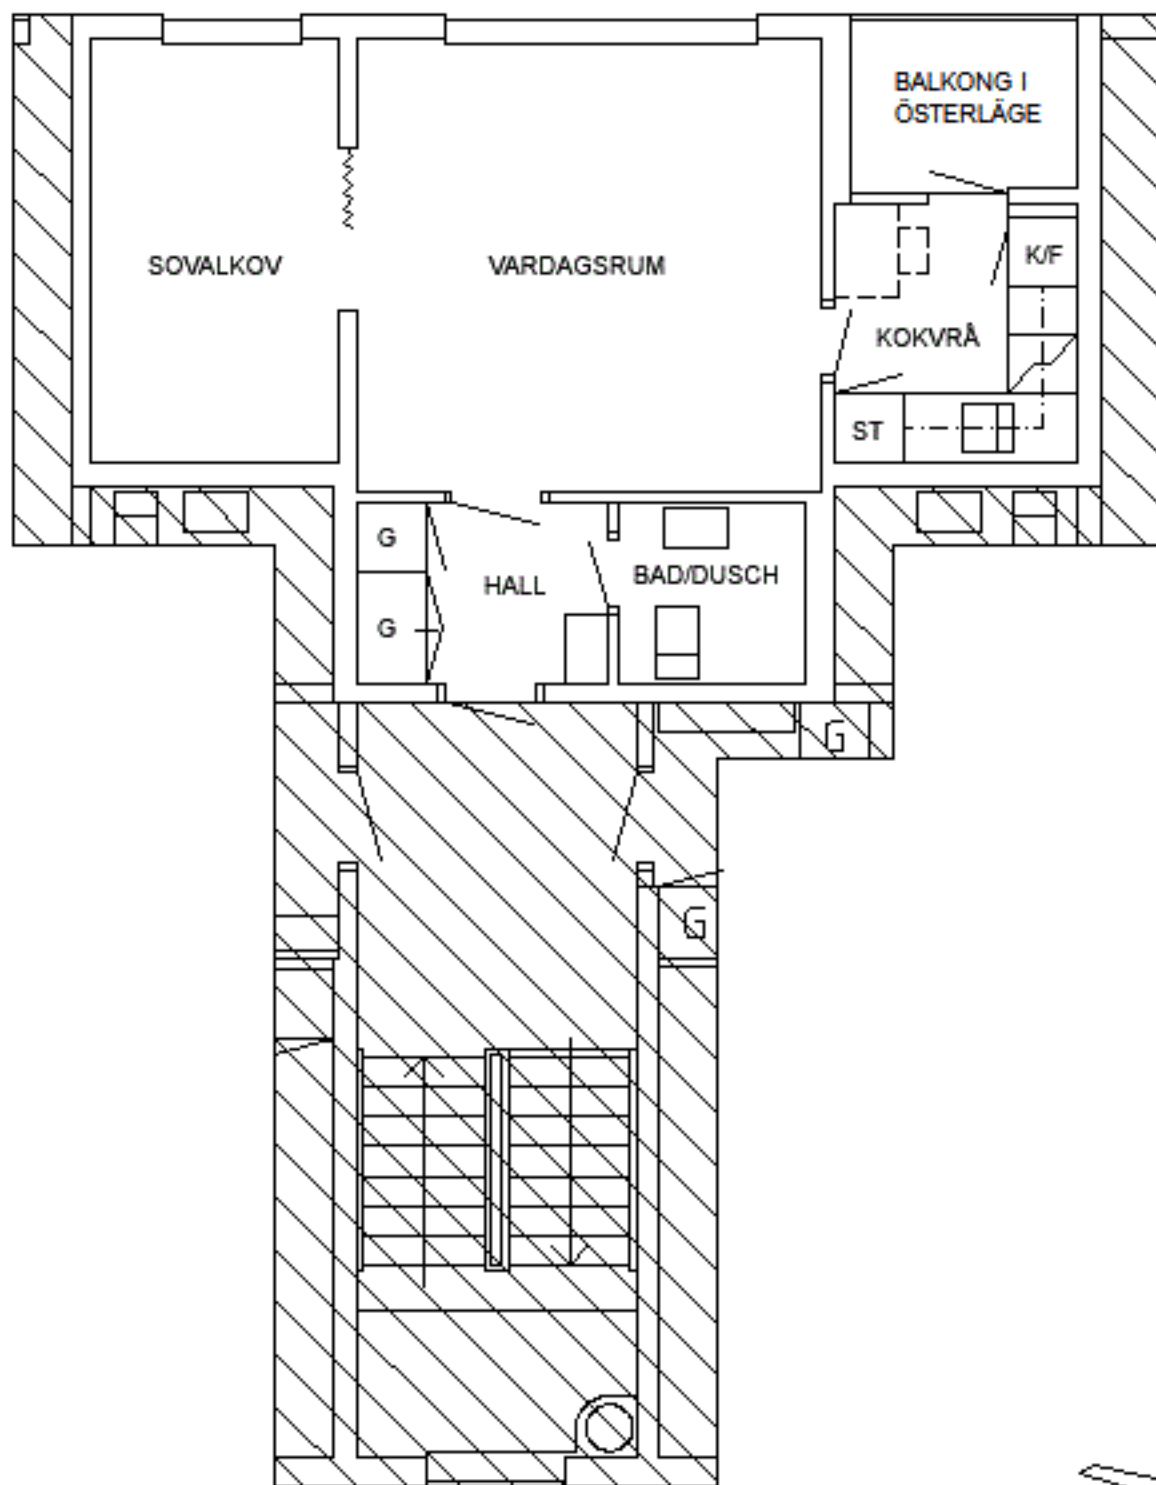 BALKONG I
ÖSTERLÄGE
SOVALKOV
VARDAGSRUM
K/F
KOKVRÅ
ST
G
HALL
BAD/DUSCH
G
G
G